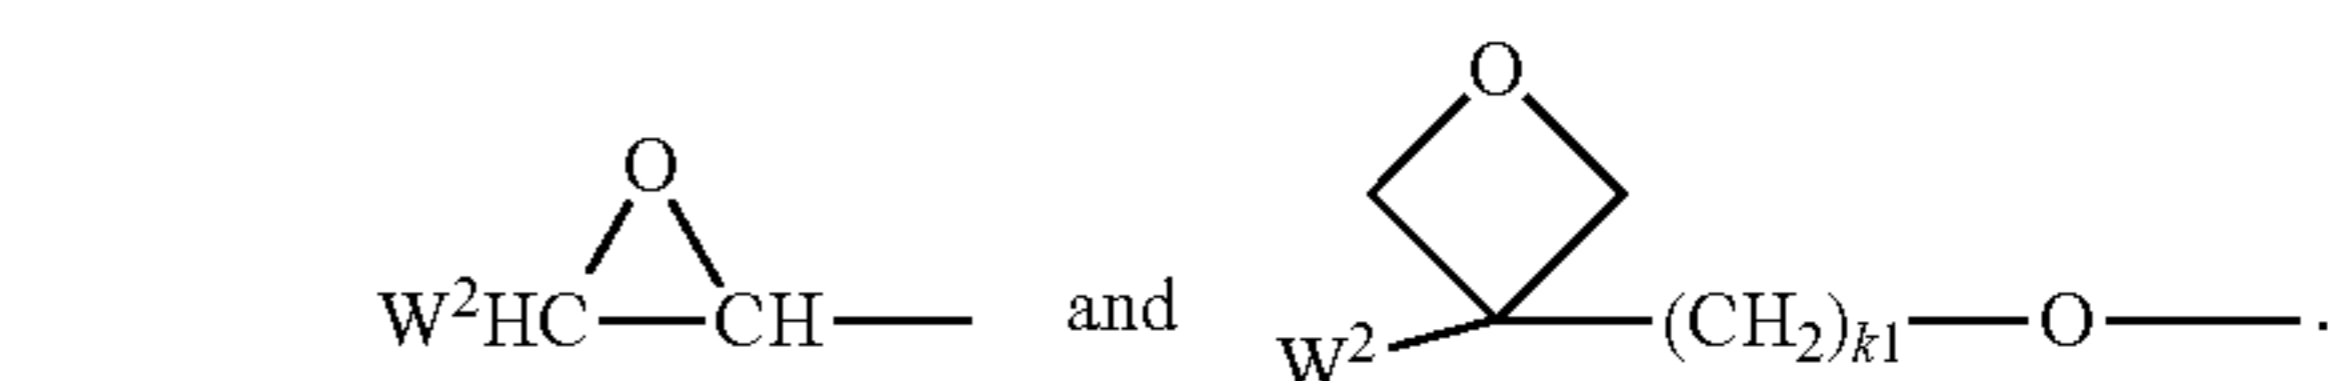 O
O
W²HC—CH— and W²—(CH₂)ₖ₁—O—.